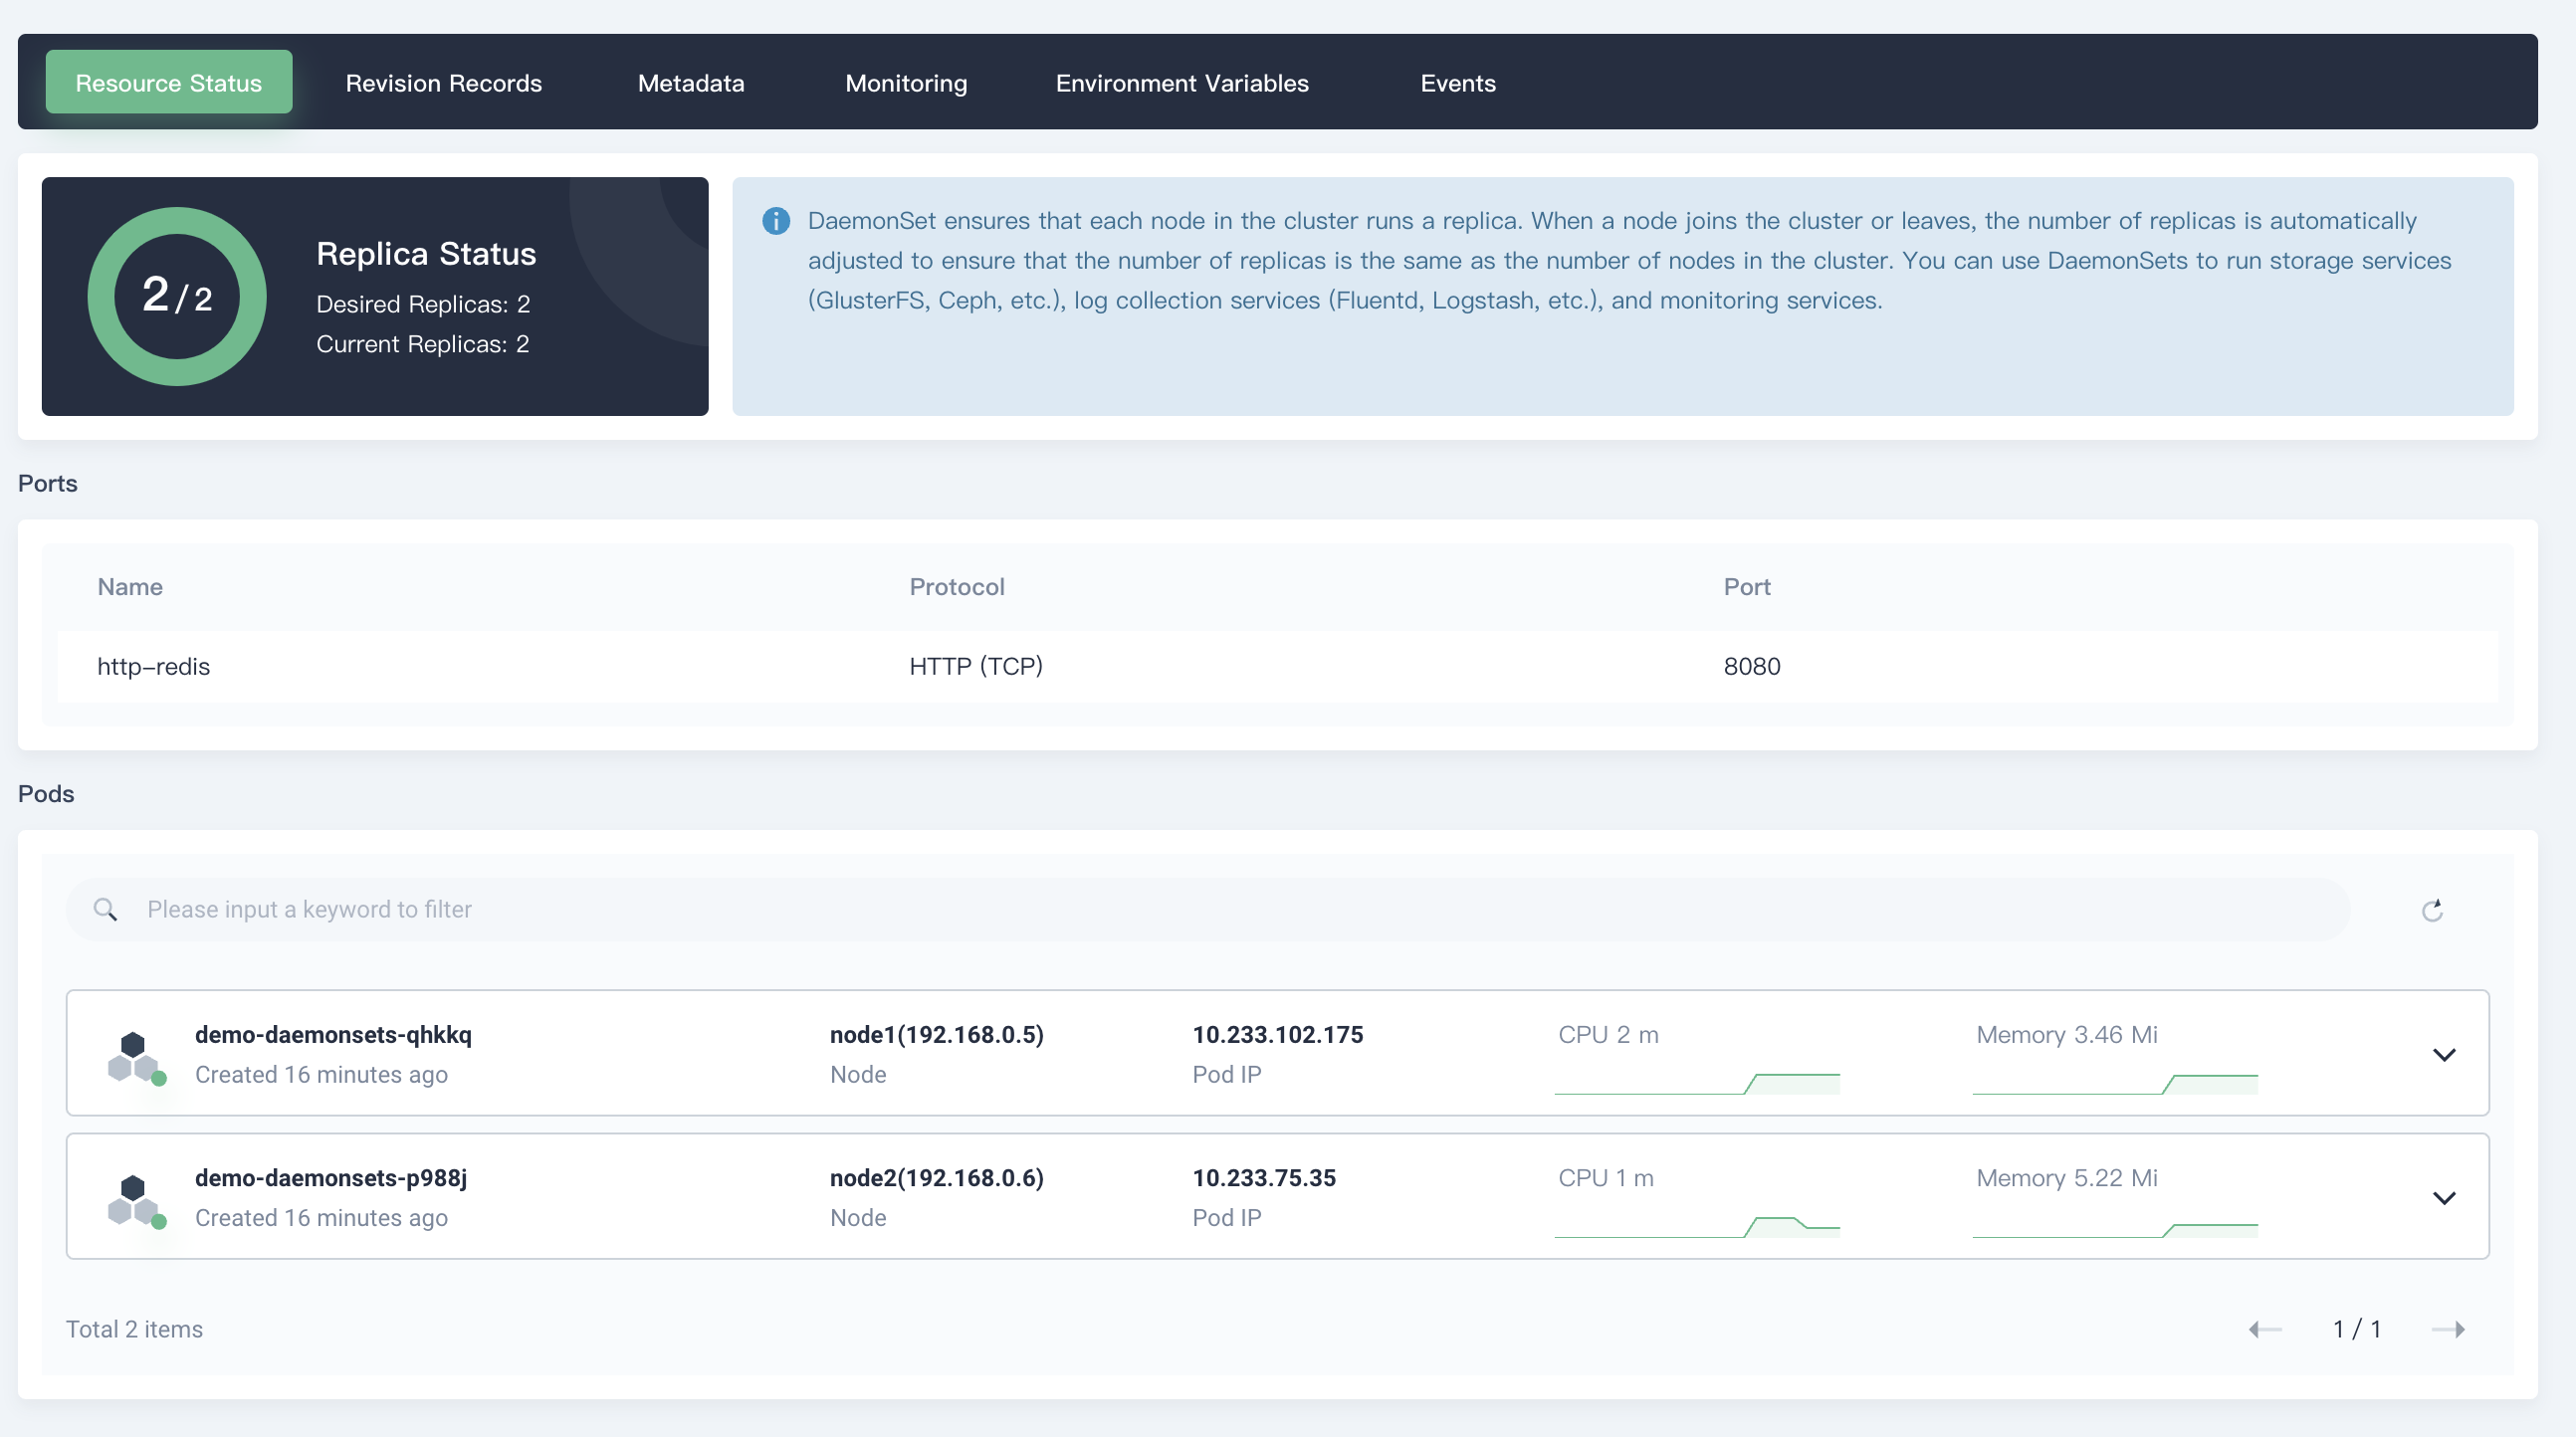 Resource Status Revision Records Metadata Monitoring Environment Variables Events
2/2
Replica Status
Desired Replicas: 2
Current Replicas: 2
DaemonSet ensures that each node in the cluster runs a replica. When a node joins the cluster or leaves, the number of replicas is automatically
adjusted to ensure that the number of replicas is the same as the number of nodes in the cluster. You can use DaemonSets to run storage services
(GlusterFS, Ceph, etc.), log collection services (Fluentd, Logstash, etc.), and monitoring services.
Ports
Name Protocol Port
http-redis HTTP (TCP) 8080
Pods
Please input a keyword to filter
demo-daemonsets-qhkkq node1(192.168.0.5) 10.233.102.175 CPU 2 m Memory 3.46 Mi
Created 16 minutes ago Node Pod IP
demo-daemonsets-p988j node2(192.168.0.6) 10.233.75.35 CPU 1 m Memory 5.22 Mi
Created 16 minutes ago Node Pod IP
Total 2 items 1 / 1